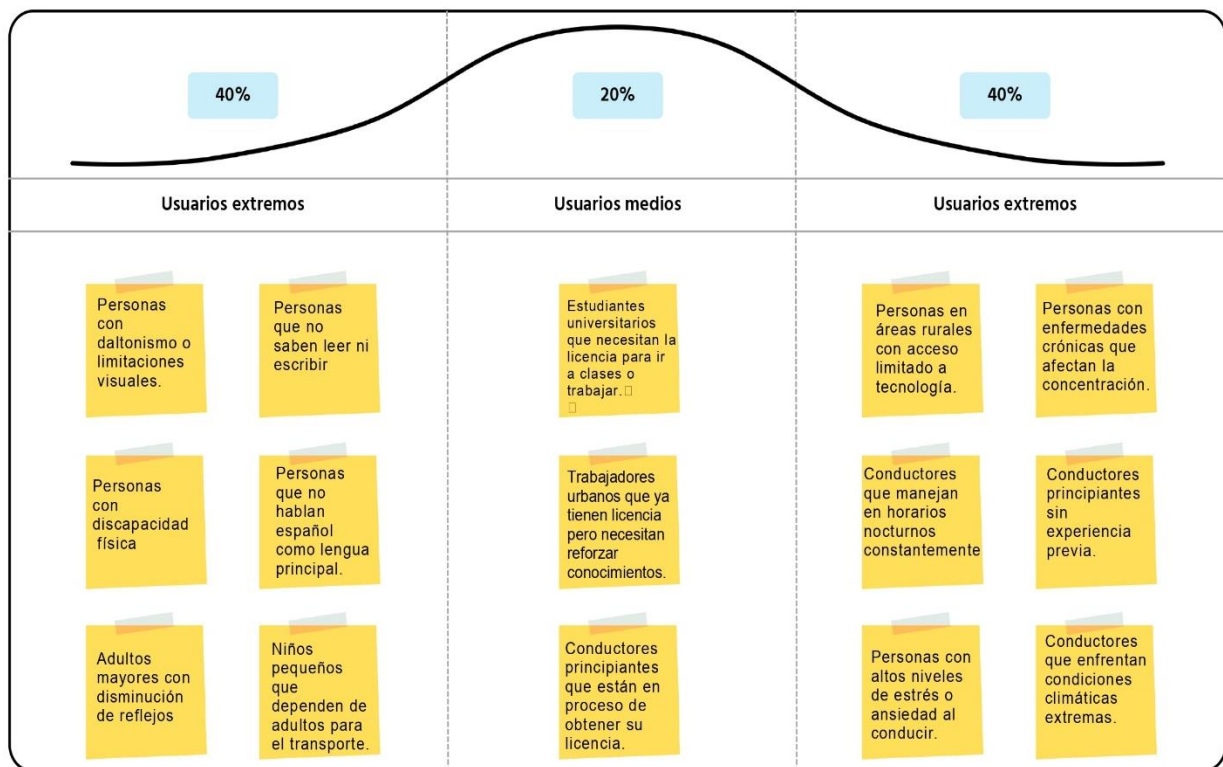 40%
20%
40%
Usuarios extremos
Usuarios medios
Usuarios extremos
Personas
con
daltonismo o
limitaciones
visuales.
Personas
que no
saben leer ni
escribir
Estudiantes
universitarios
que necesitan la
licencia para ir
a clases o
trabajar.
Personas en
áreas rurales
con acceso
limitado a
tecnología.
Personas con
enfermedades
crónicas que
afectan la
concentración.
Personas
con
discapacidad
física
Personas
que no
hablan
español
como lengua
principal.
Trabajadores
urbanos que ya
tienen licencia
pero necesitan
reforzar
conocimientos.
Conductores
que manejan
en horarios
nocturnos
constantemente
Conductores
principiantes
sin
experiencia
previa.
Adultos
mayores con
disminución
de reflejos
Niños
pequeños
que
dependen de
adultos para
el transporte.
Conductores
principiantes
que están en
proceso de
obtener su
licencia.
Personas con
altos niveles
de estrés o
ansiedad al
conducir.
Conductores
que enfrentan
condiciones
climáticas
extremas.